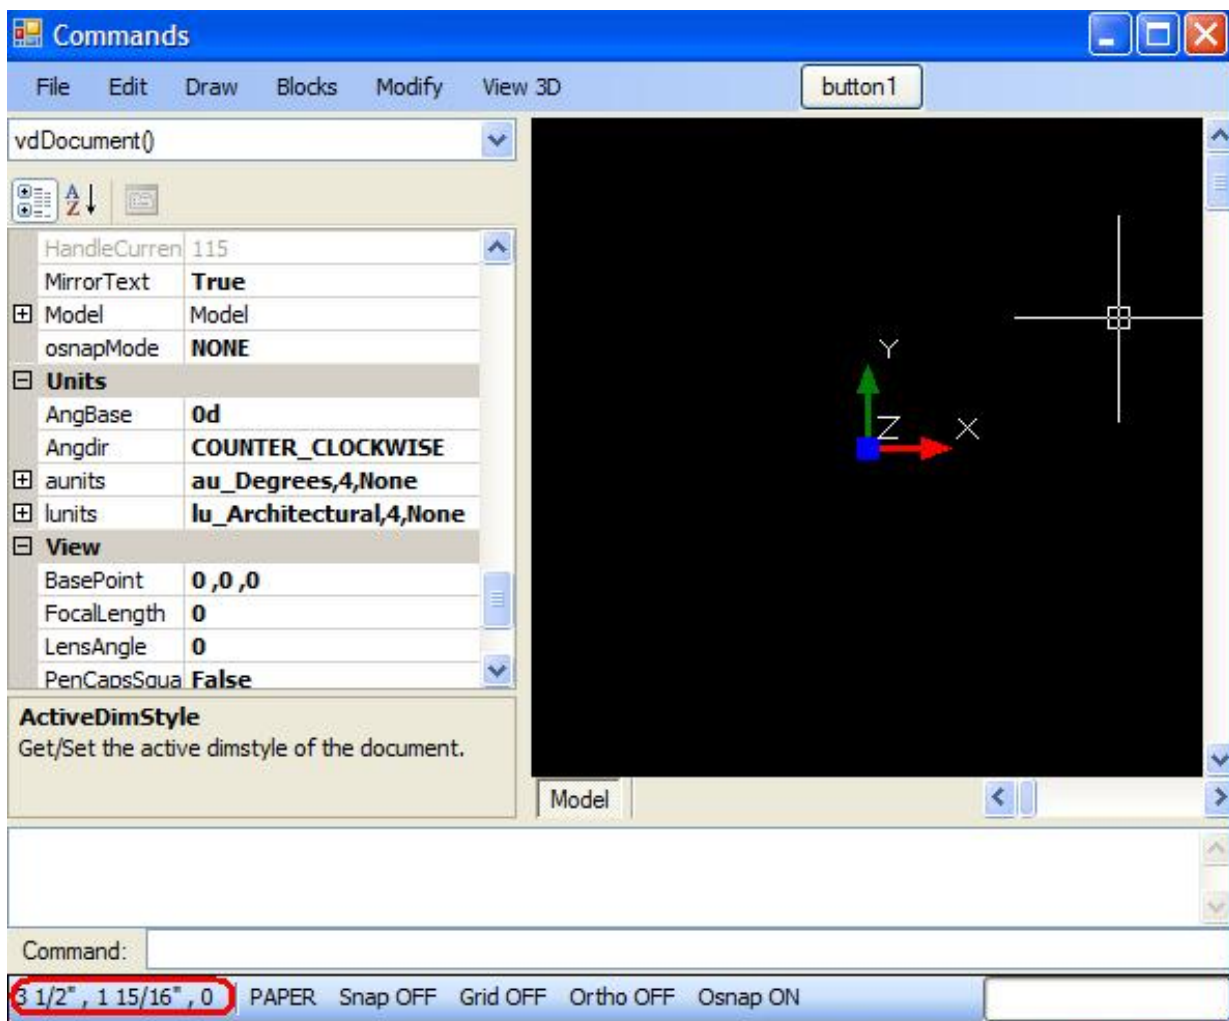 Commands
File Edit Draw Blocks Modify View 3D button1
vdDocument()
A
Z
HandleCurren 115
MirrorText True
Model Model
osnapMode NONE
Units
AngBase 0d
Angdir COUNTER_CLOCKWISE
aunits au_Degrees,4,None
lunits lu_Architectural,4,None
View
BasePoint 0 ,0 ,0
FocalLength 0
LensAngle 0
PenCapsSqua False
ActiveDimStyle
Get/Set the active dimstyle of the document.
Y
Z X
Model
Command:
3 1/2" , 1 15/16" , 0 PAPER Snap OFF Grid OFF Ortho OFF Osnap ON